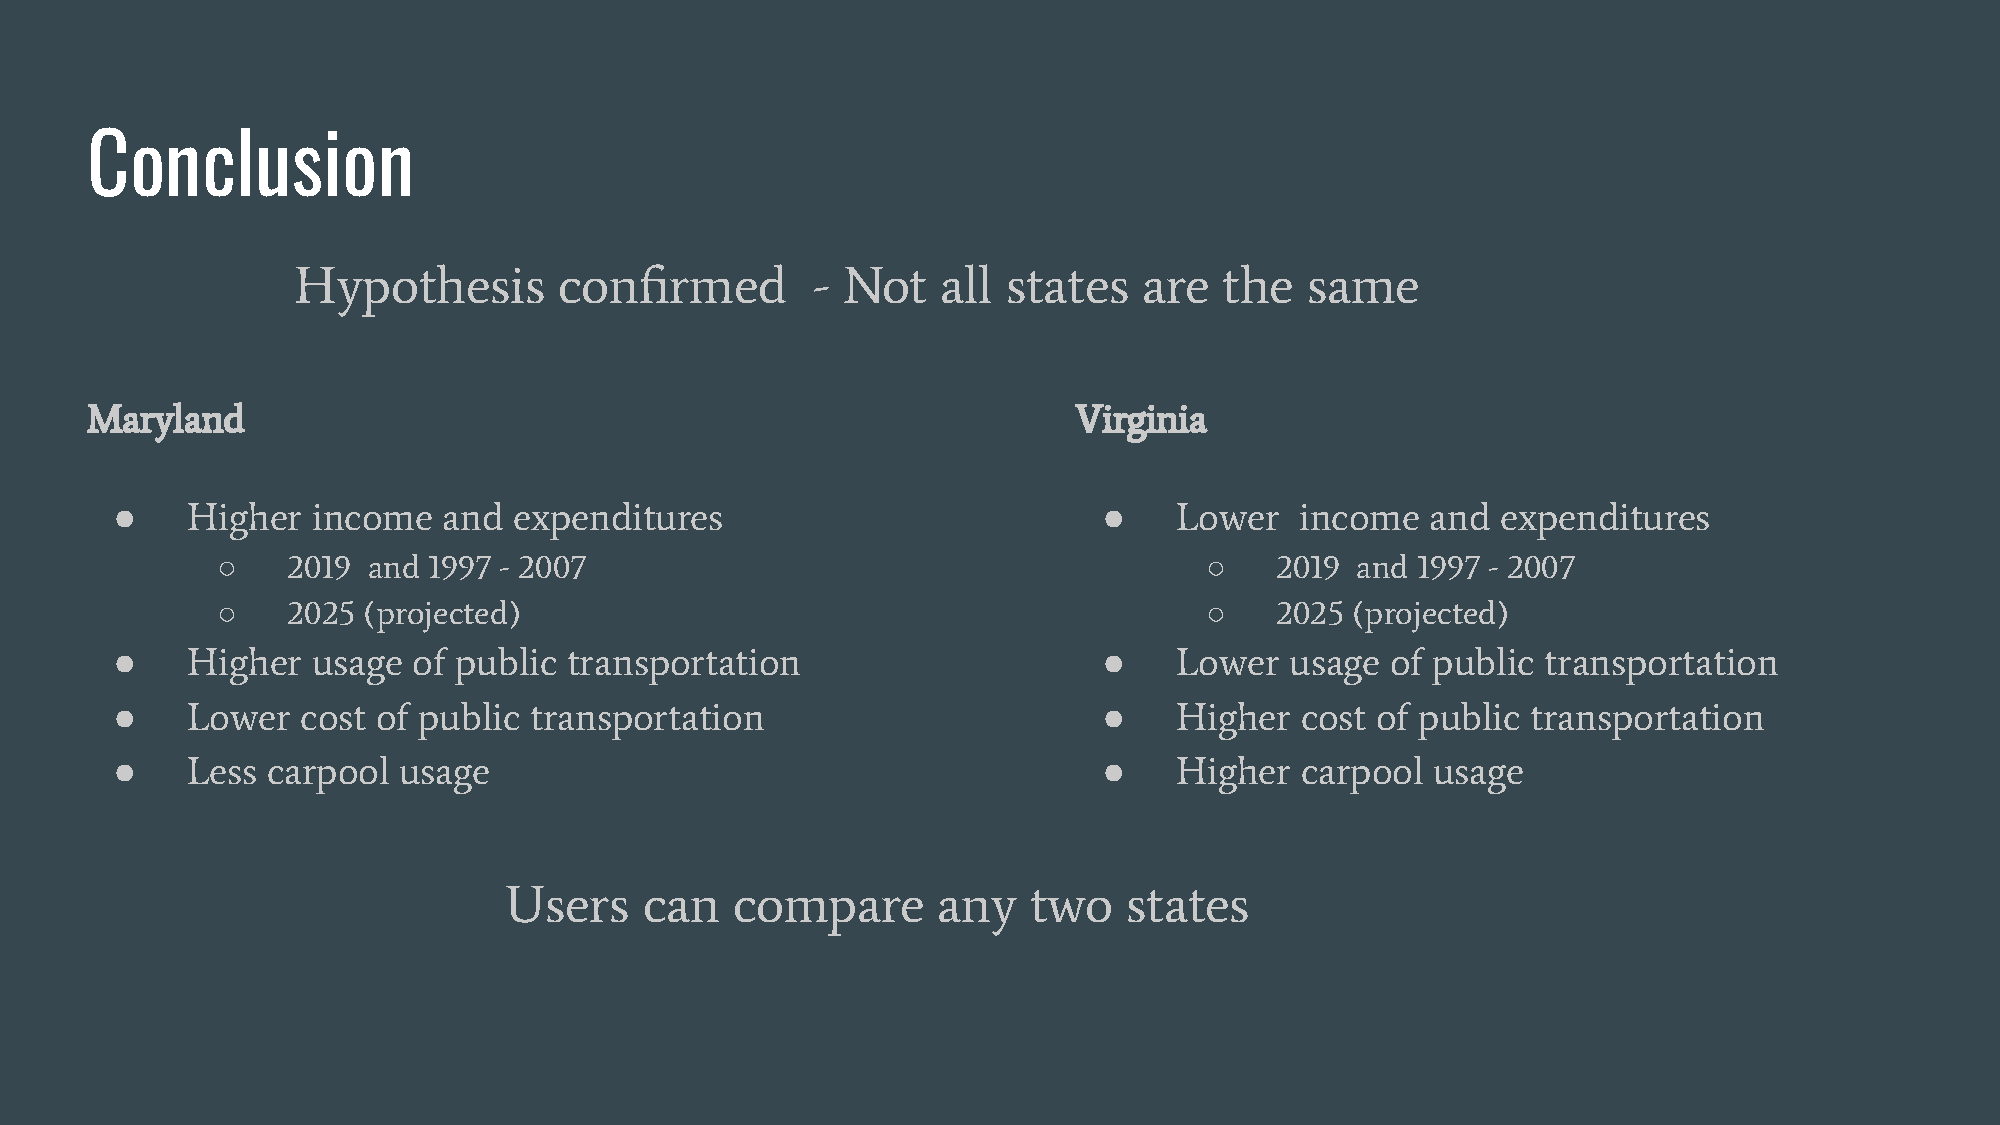 Conclusion
Hypothesis confirmed  - Not all states are the same
Maryland
● Higher income and expenditures
○ 2019  and 1997 - 2007
○ 2025 (projected)
● Higher usage of public transportation
● Lower cost of public transportation
● Less carpool usage
Virginia
● Lower  income and expenditures
○ 2019  and 1997 - 2007
○ 2025 (projected)
● Lower usage of public transportation
● Higher cost of public transportation
● Higher carpool usage
Users can compare any two states